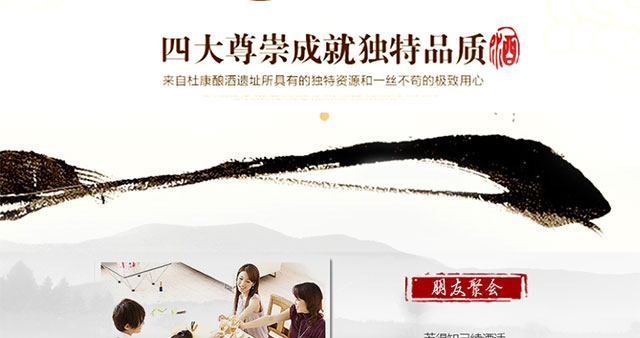 四大尊崇成就独特品质酒
来自杜康酿酒遗址所具有的独特资源和一丝不苟的极致用心
朋友聚会